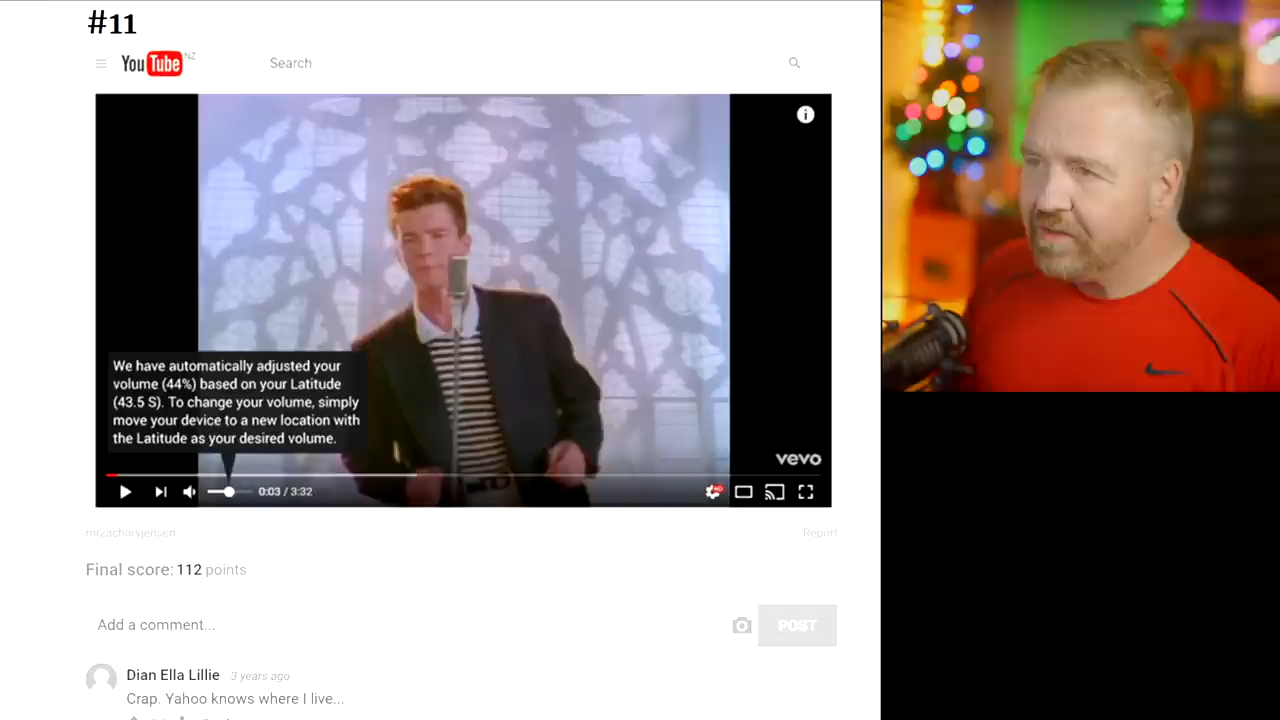 #11
YouTube NZ
Search
We have automatically adjusted your
volume (44%) based on your Latitude
(43.5 S). To change your volume, simply
move your device to a new location with
the Latitude as your desired volume.
vevo
0:03 / 3:32
HD
mr.zacharyjensen
Report
Final score: 112 points
Add a comment...
POST
Dian Ella Lillie 3 years ago
Crap. Yahoo knows where I live...